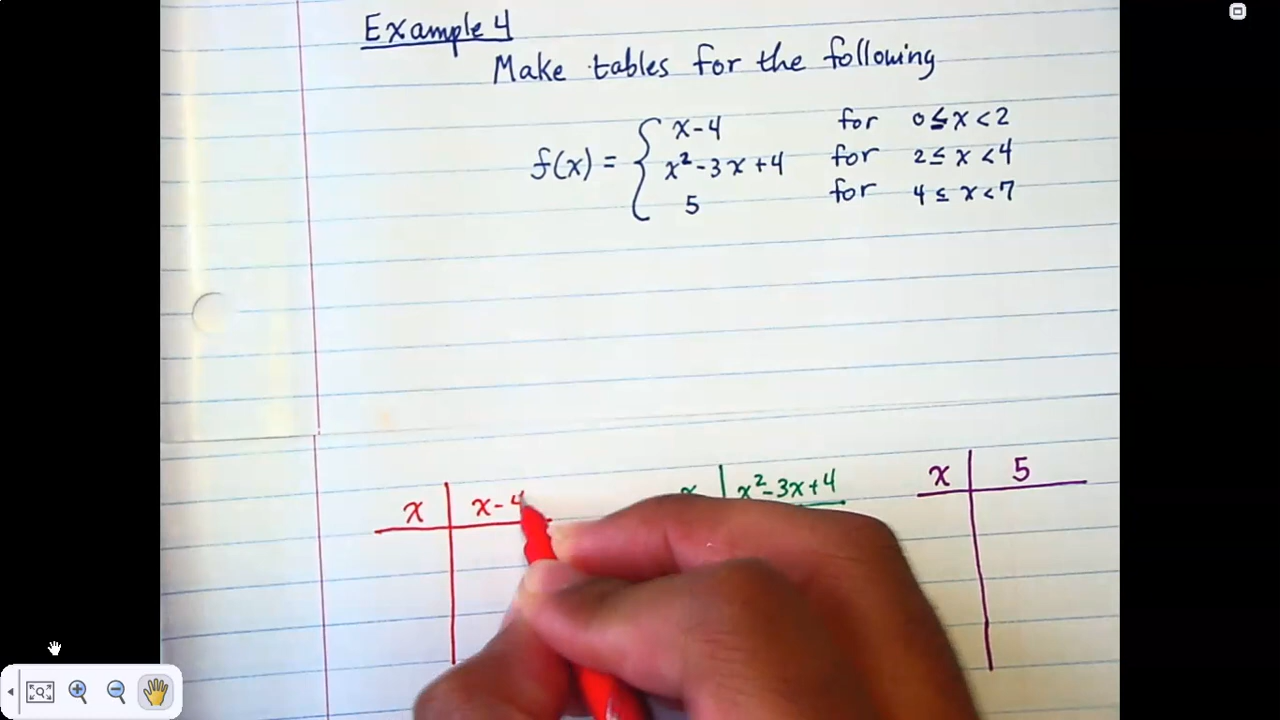 Example 4
Make tables for the following
f(x) = { x-4 for 0≤x<2
x²-3x+4 for 2≤x<4
5 for 4≤x<7
x | x-4
x | x²-3x+4
x | 5